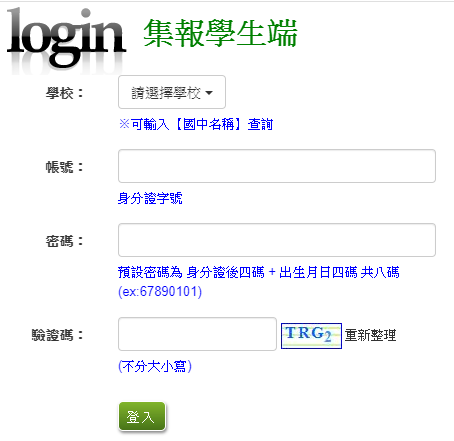 login 集報學生端
學校：
請選擇學校
※可輸入【國中名稱】查詢
帳號：
身分證字號
密碼：
預設密碼為 身分證後四碼 + 出生月日四碼 共八碼
(ex:67890101)
驗證碼：
TRG2 重新整理
(不分大小寫)
登入